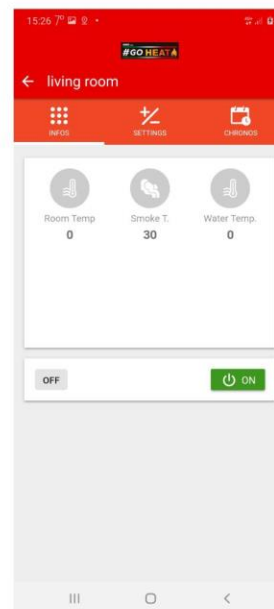 15:26 7°
#GO HEAT
living room
INFOS SETTINGS CHRONOS
Room Temp Smoke T. Water Temp.
0 30 0
OFF ON